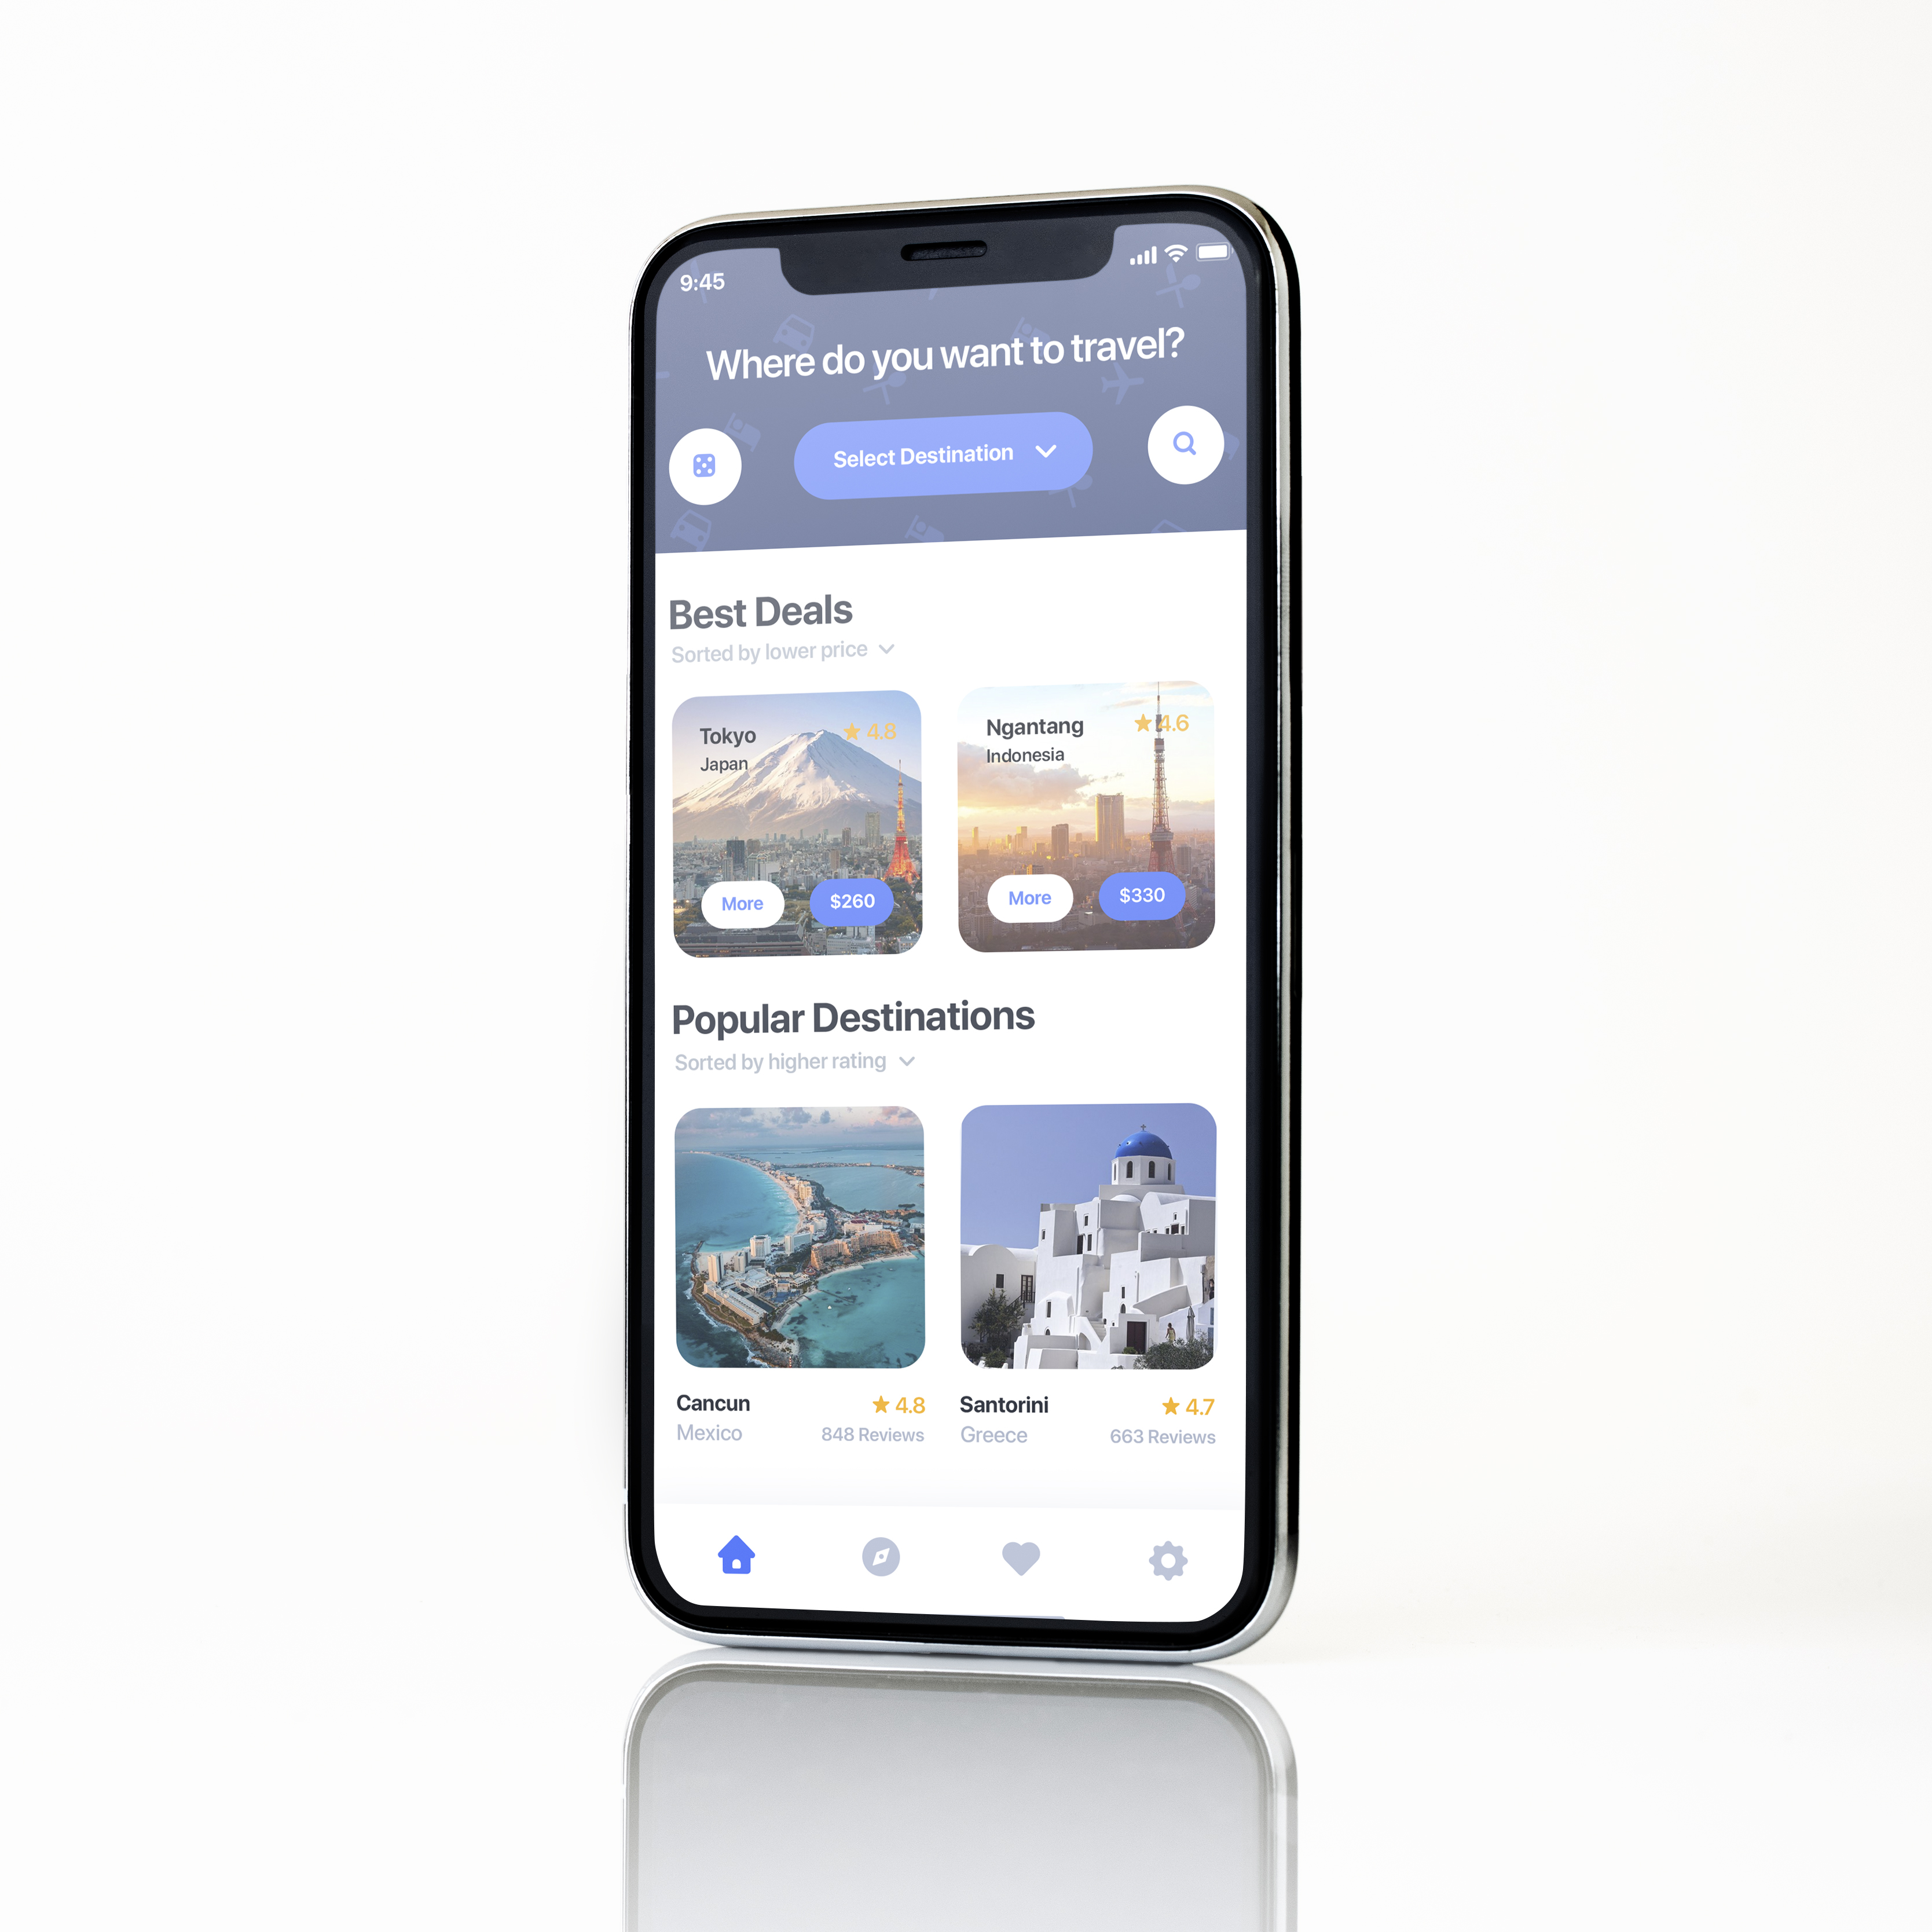 9:45
Where do you want to travel?
Select Destination
Best Deals
Sorted by lower price
Tokyo
4.8
Japan
More
$260
Ngantang
4.6
Indonesia
More
$330
Popular Destinations
Sorted by higher rating
Cancun
4.8
Mexico
848 Reviews
Santorini
4.7
Greece
663 Reviews